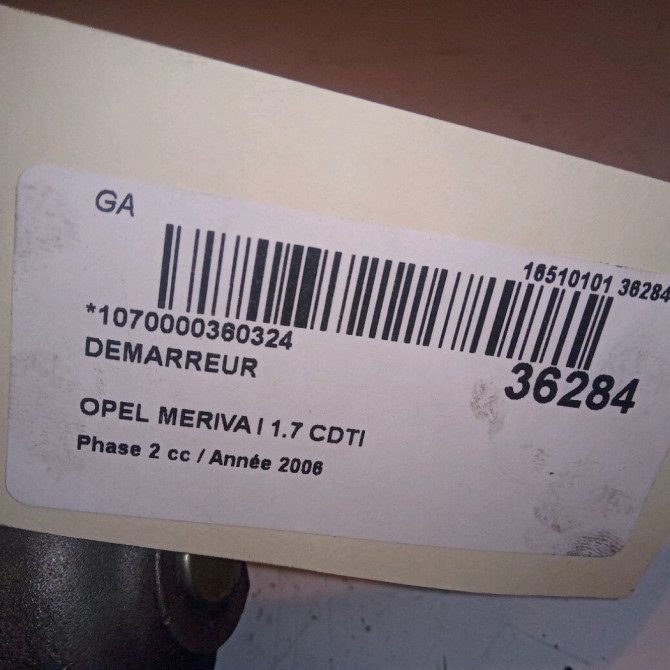 GA
16510101 36284
*1070000360324
DEMARREUR
36284
OPEL MERIVA I 1.7 CDTI
Phase 2 cc / Année 2006